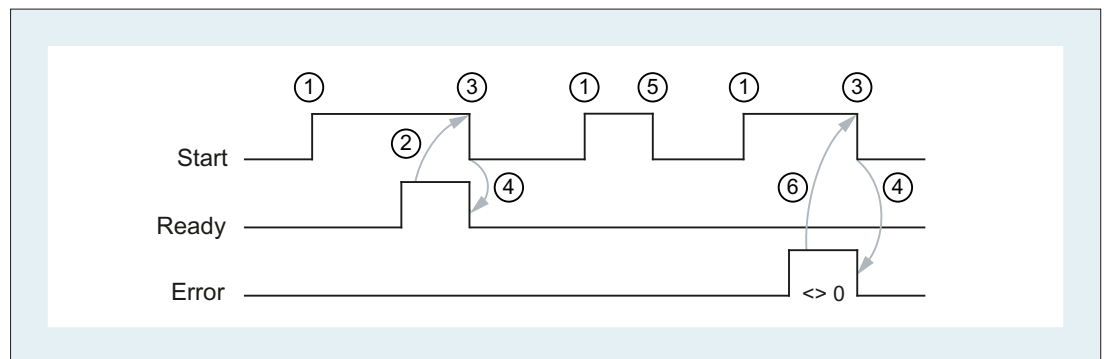 ① ③ ① ⑤ ① ③
Start
②
④ ⑥ ④
Ready
Error
<> 0